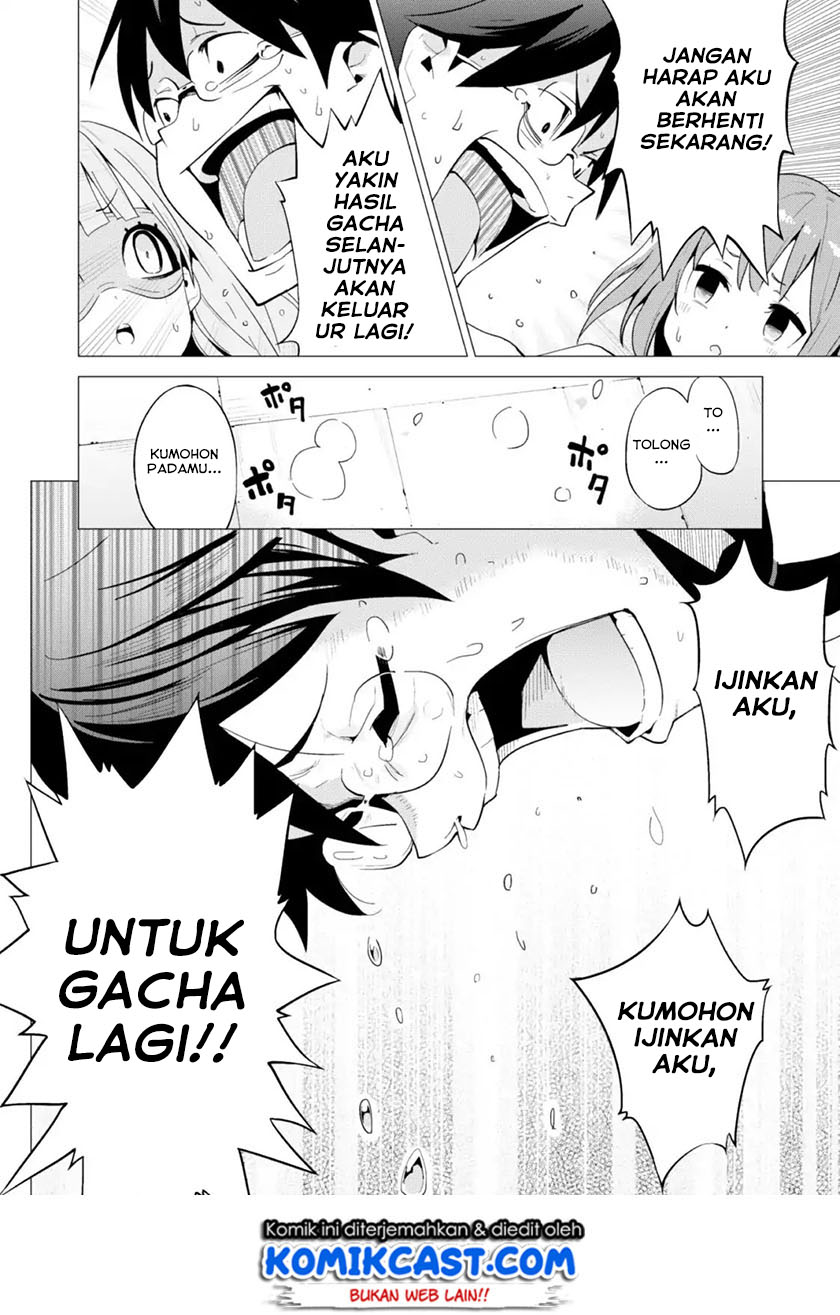 JANGAN
HARAP AKU
AKAN
BERHENTI
SEKARANG!
AKU
YAKIN
HASIL
GACHA
SELAN-
JUTNYA
AKAN
KELUAR
UR LAGI!
TO
...
TOLONG
...
ポタ
ポタ
ポタ
KUMOHON
PADAMU...
IJINKAN
AKU,
KUMOHON
IJINKAN
AKU,
UNTUK
GACHA
LAGI!!
Komik ini diterjemahkan & diedit oleh
KOMIKCAST.COM
BUKAN WEB LAIN!!